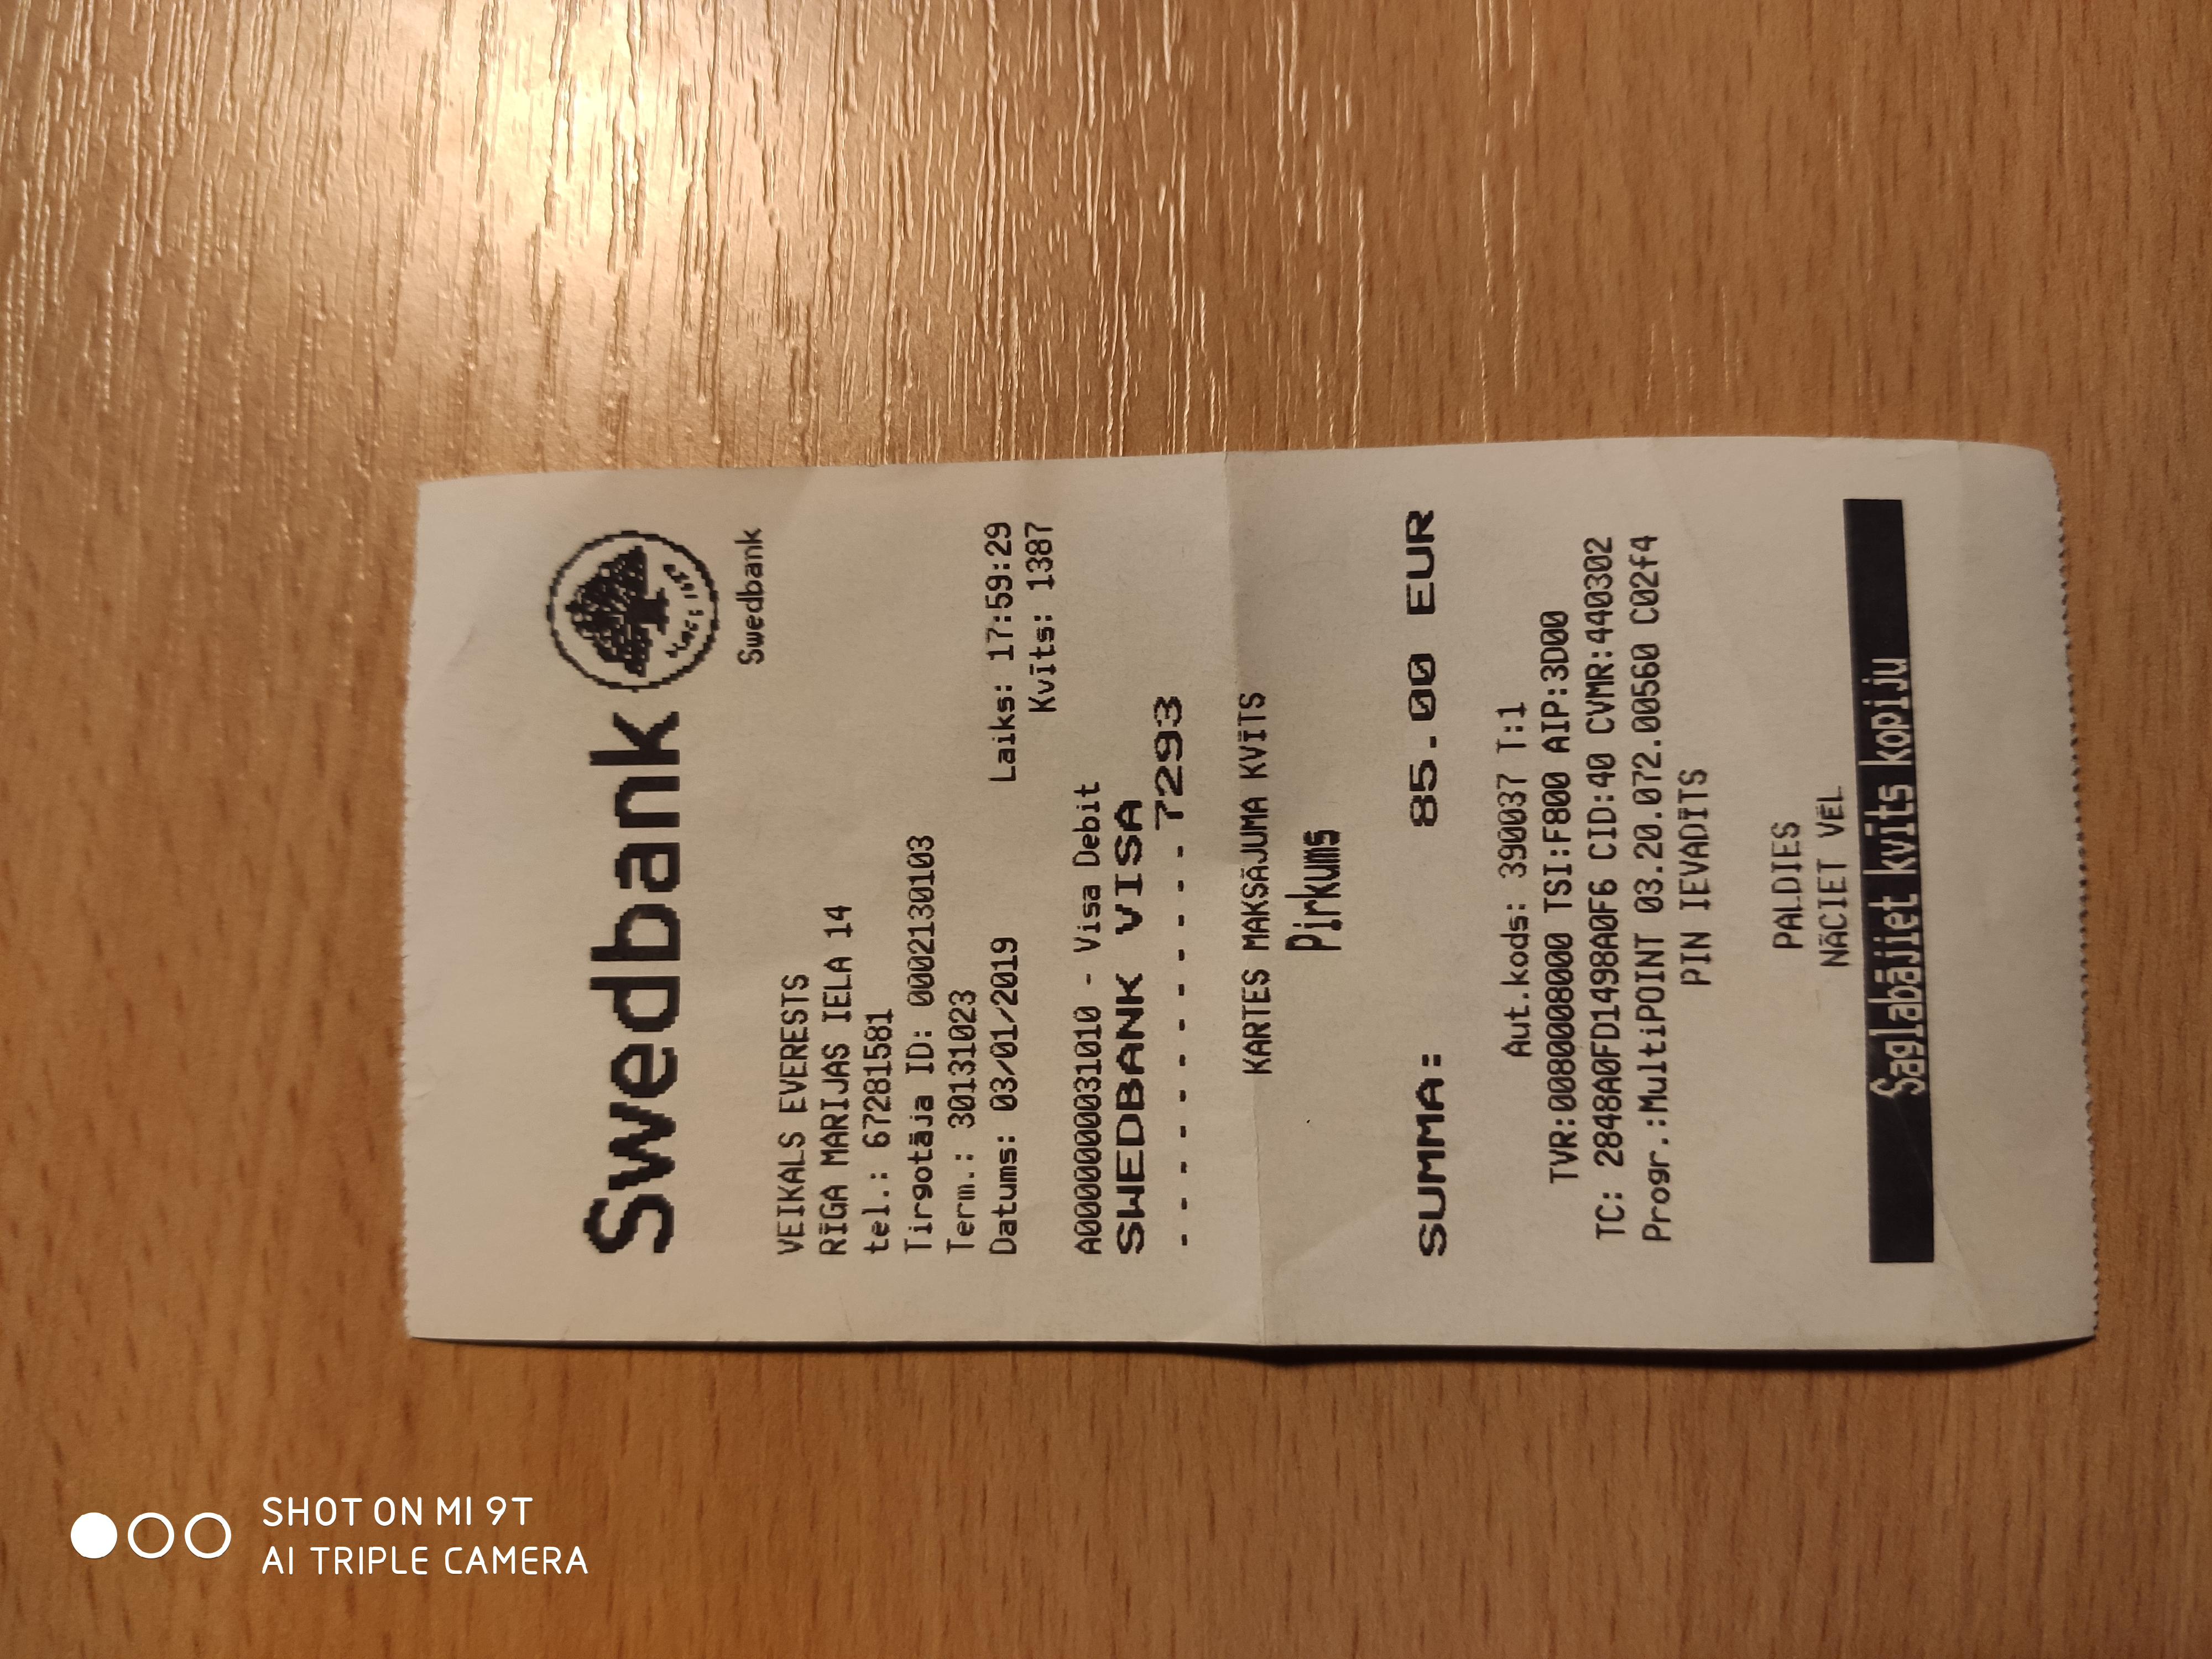 Swedbank
Swedbank
VEIKALS EVERESTS
RĪGA MARIJAS IELA 14
tel.: 67281581
Tirgotāja ID: 0002130103
Term.: 30131023
Datums: 03/01/2019 Laiks: 17:59:29
Kvīts: 1387
A0000000031010 - Visa Debit
SWEDBANK VISA
- - - - - - - - - - - - 7293
KARTES MAKSĀJUMA KVĪTS
Pirkums
SUMMA: 85.00 EUR
Aut.kods: 390037 T:1
TVR:0080008000 TSI:F800 AIP:3D00
TC: 2848A0FD1498A0F6 CID:40 CVMR:440302
Progr.:MultiPOINT 03.20.072.00560 C02f4
PIN IEVADĪTS
PALDIES
NĀCIET VĒL
Saglabājiet kvīts kopiju
SHOT ON MI 9T
AI TRIPLE CAMERA